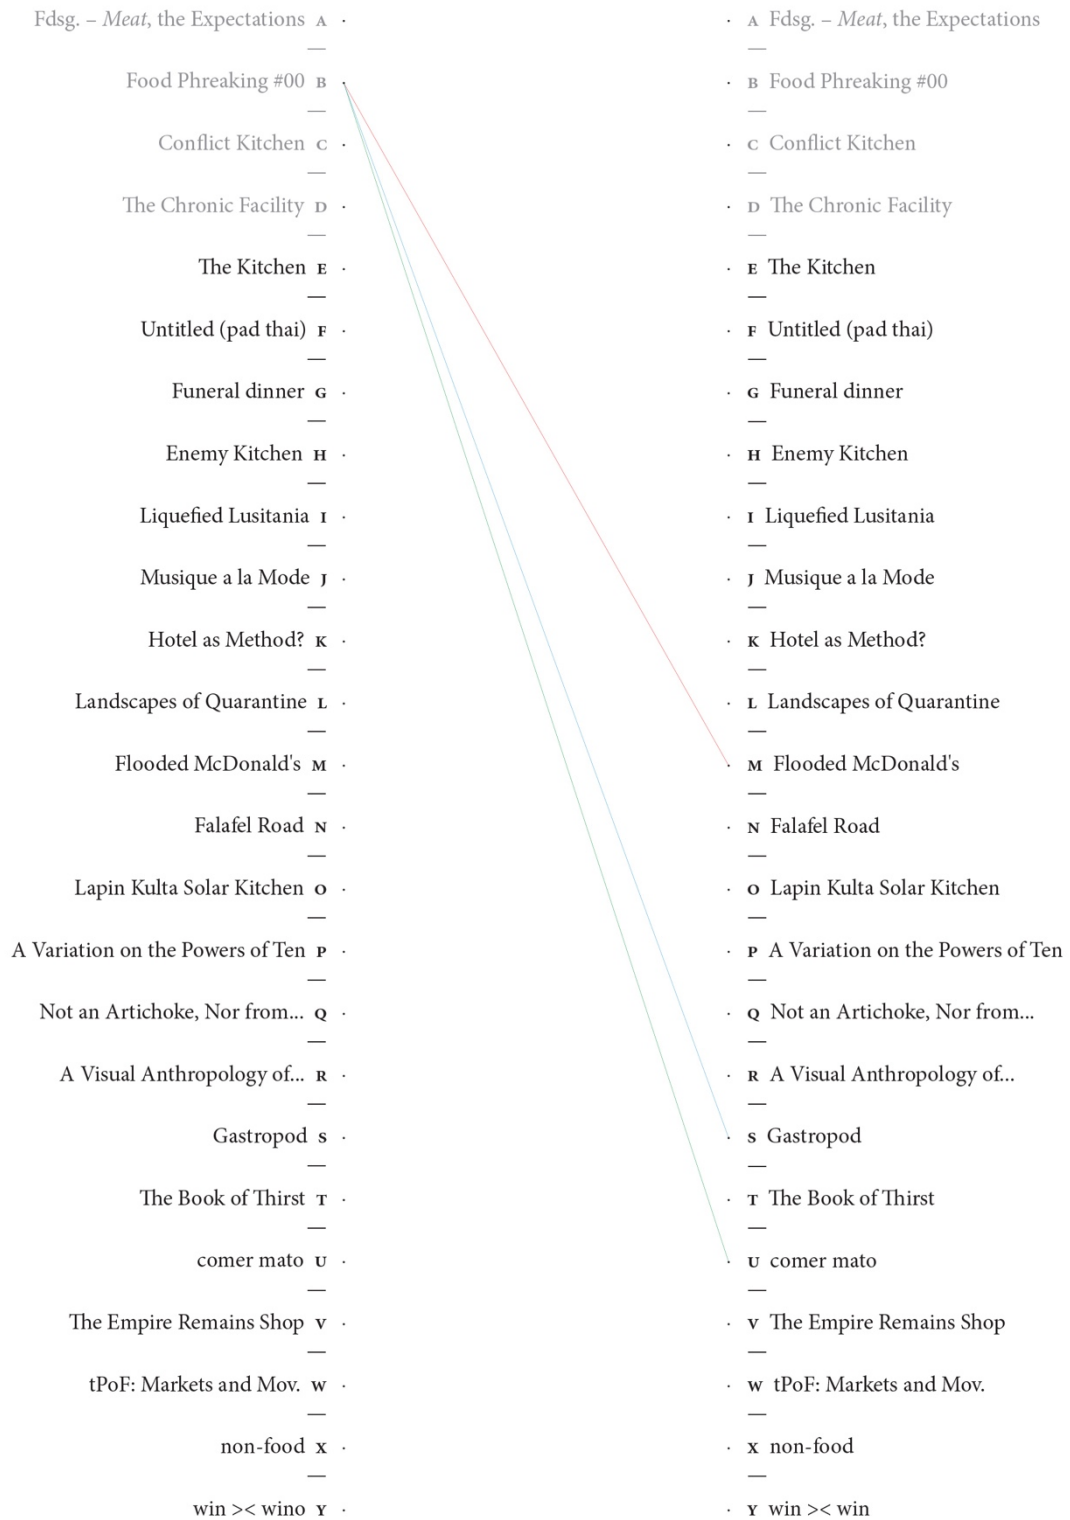 Fdsg. – Meat, the Expectations A · · A Fdsg. – Meat, the Expectations
—
—
Food Phreaking #00 B · · B Food Phreaking #00
—
—
Conflict Kitchen C · · C Conflict Kitchen
—
—
The Chronic Facility D · · D The Chronic Facility
—
—
The Kitchen E · · E The Kitchen
—
—
Untitled (pad thai) F · · F Untitled (pad thai)
—
—
Funeral dinner G · · G Funeral dinner
—
—
Enemy Kitchen H · · H Enemy Kitchen
—
—
Liquefied Lusitania I · · I Liquefied Lusitania
—
—
Musique a la Mode J · · J Musique a la Mode
—
—
Hotel as Method? K · · K Hotel as Method?
—
—
Landscapes of Quarantine L · · L Landscapes of Quarantine
—
—
Flooded McDonald's M · · M Flooded McDonald's
—
—
Falafel Road N · · N Falafel Road
—
—
Lapin Kulta Solar Kitchen O · · O Lapin Kulta Solar Kitchen
—
—
A Variation on the Powers of Ten P · · P A Variation on the Powers of Ten
—
—
Not an Artichoke, Nor from... Q · · Q Not an Artichoke, Nor from...
—
—
A Visual Anthropology of... R · · R A Visual Anthropology of...
—
—
Gastropod S · · S Gastropod
—
—
The Book of Thirst T · · T The Book of Thirst
—
—
comer mato U · · U comer mato
—
—
The Empire Remains Shop V · · V The Empire Remains Shop
—
—
tPoF: Markets and Mov. W · · W tPoF: Markets and Mov.
—
—
non-food X · · X non-food
—
—
win >< wino Y · · Y win >< win